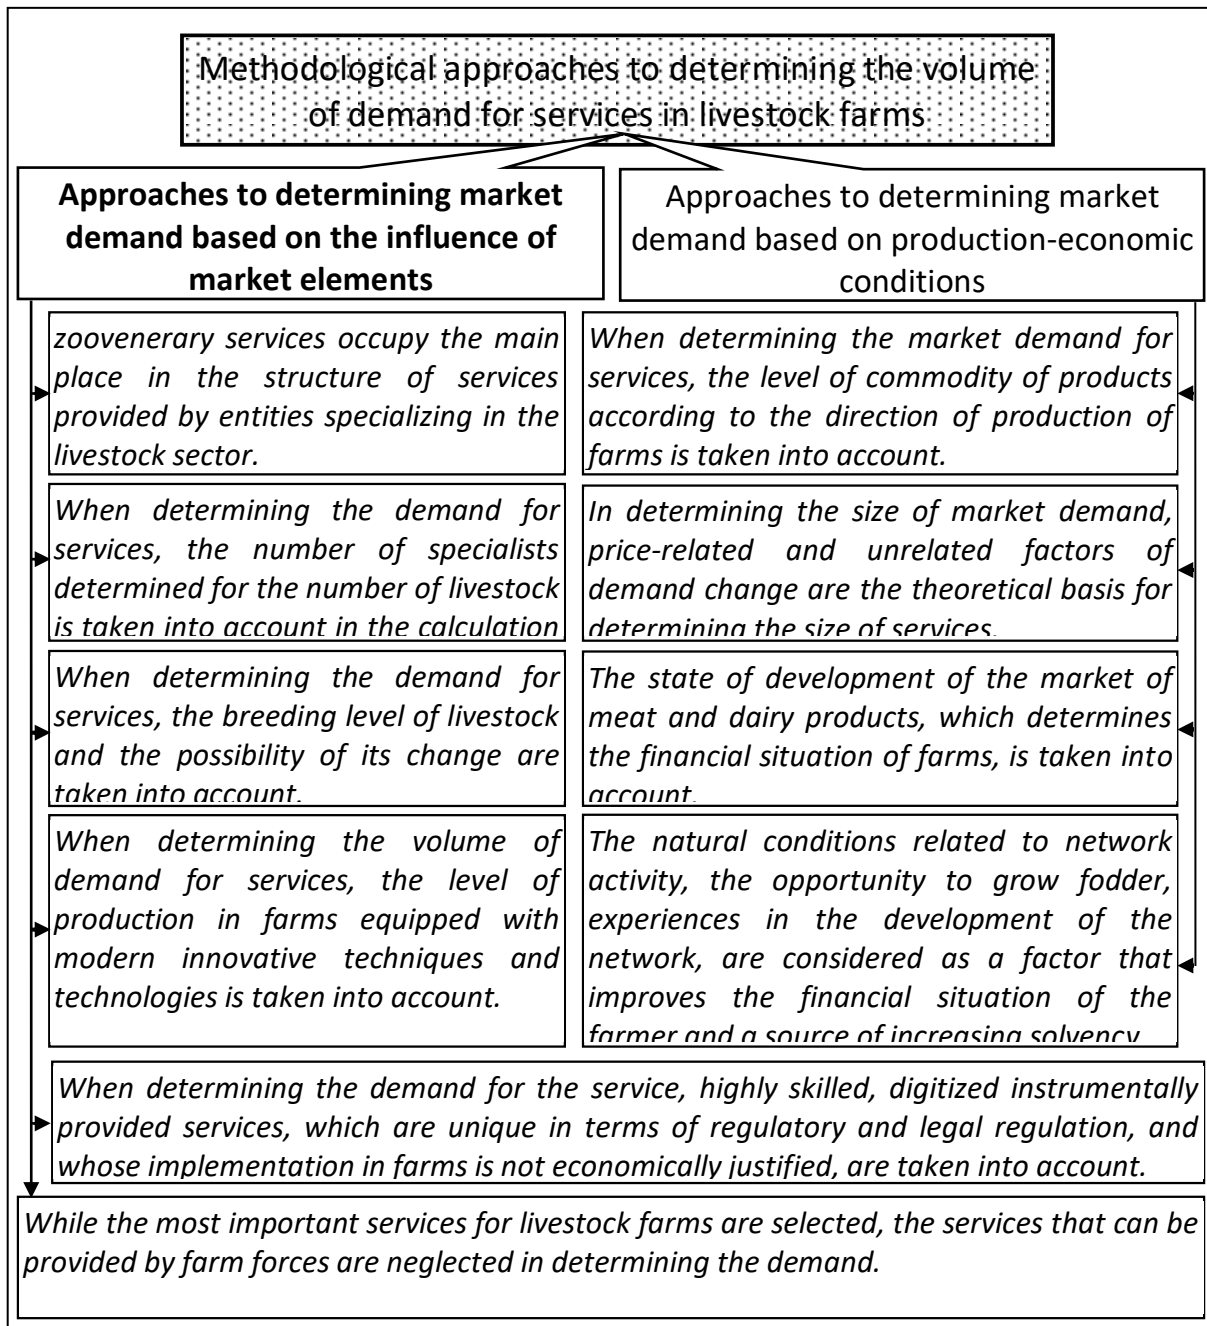 Methodological approaches to determining the volume
of demand for services in livestock farms
Approaches to determining market
demand based on the influence of
market elements
Approaches to determining market
demand based on production-economic
conditions
zoovenerary services occupy the main
place in the structure of services
provided by entities specializing in the
livestock sector.
When determining the demand for
services, the number of specialists
determined for the number of livestock
is taken into account in the calculation
When determining the demand for
services, the breeding level of livestock
and the possibility of its change are
taken into account.
When determining the volume of
demand for services, the level of
production in farms equipped with
modern innovative techniques and
technologies is taken into account.
When determining the market demand for
services, the level of commodity of products
according to the direction of production of
farms is taken into account.
In determining the size of market demand,
price-related and unrelated factors of
demand change are the theoretical basis for
determining the size of services.
The state of development of the market of
meat and dairy products, which determines
the financial situation of farms, is taken into
account.
The natural conditions related to network
activity, the opportunity to grow fodder,
experiences in the development of the
network, are considered as a factor that
improves the financial situation of the
farmer and a source of increasing solvency
When determining the demand for the service, highly skilled, digitized instrumentally
provided services, which are unique in terms of regulatory and legal regulation, and
whose implementation in farms is not economically justified, are taken into account.
While the most important services for livestock farms are selected, the services that can be
provided by farm forces are neglected in determining the demand.